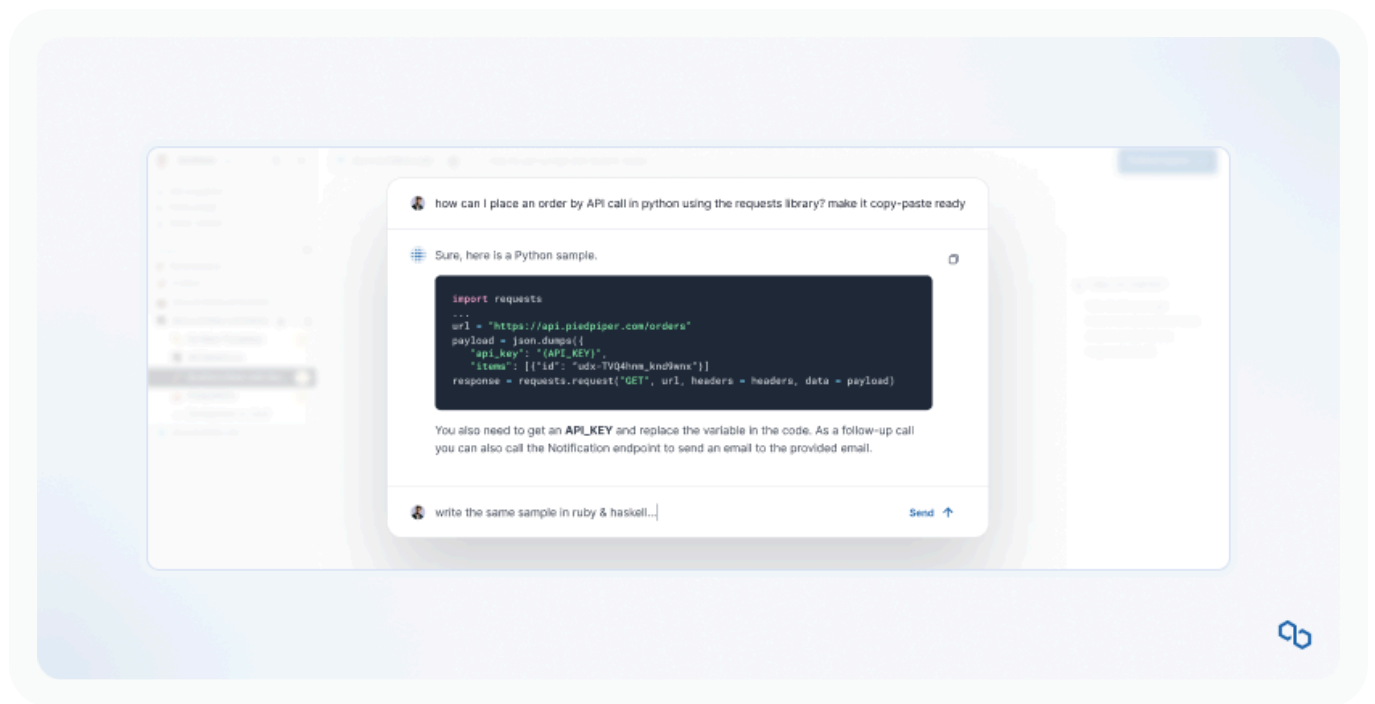 how can I place an order by API call in python using the requests library? make it copy-paste ready
Sure, here is a Python sample.
import requests
...
url = "https://api.piedpiper.com/orders"
payload = json.dumps({
"api_key": "(API_KEY)",
"items": [{"id": "udx-TVQ4hnm_knd9wnx"}]
response = requests.request("GET", url, headers = headers, data = payload)
You also need to get an API_KEY and replace the variable in the code. As a follow-up call
you can also call the Notification endpoint to send an email to the provided email.
write the same sample in ruby & haskell...
Send